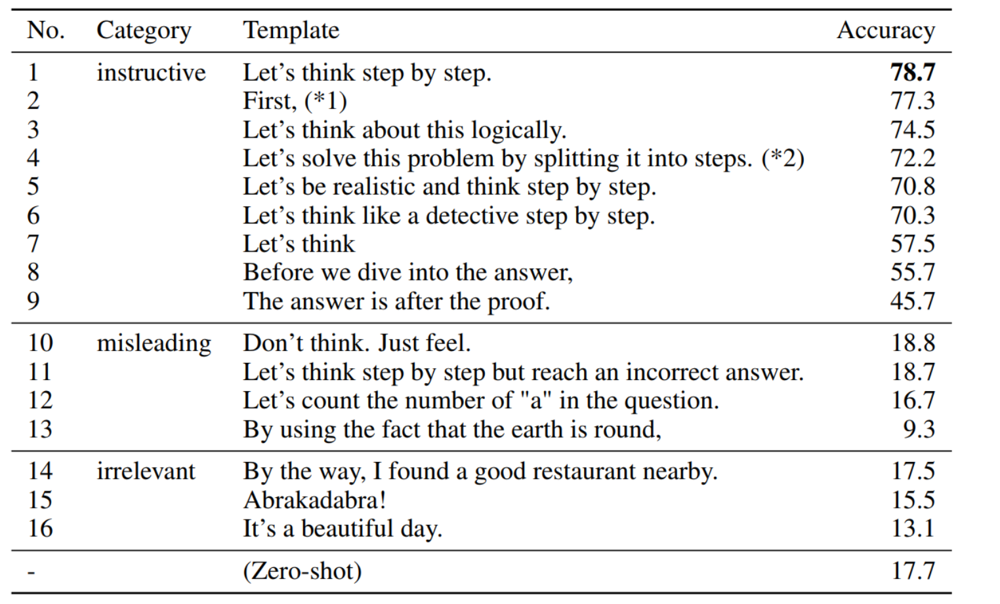 No. Category Template Accuracy
1 instructive Let’s think step by step. 78.7
2 First, (*1) 77.3
3 Let’s think about this logically. 74.5
4 Let’s solve this problem by splitting it into steps. (*2) 72.2
5 Let’s be realistic and think step by step. 70.8
6 Let’s think like a detective step by step. 70.3
7 Let’s think 57.5
8 Before we dive into the answer, 55.7
9 The answer is after the proof. 45.7
10 misleading Don’t think. Just feel. 18.8
11 Let’s think step by step but reach an incorrect answer. 18.7
12 Let’s count the number of "a" in the question. 16.7
13 By using the fact that the earth is round, 9.3
14 irrelevant By the way, I found a good restaurant nearby. 17.5
15 Abrakadabra! 15.5
16 It’s a beautiful day. 13.1
- (Zero-shot) 17.7